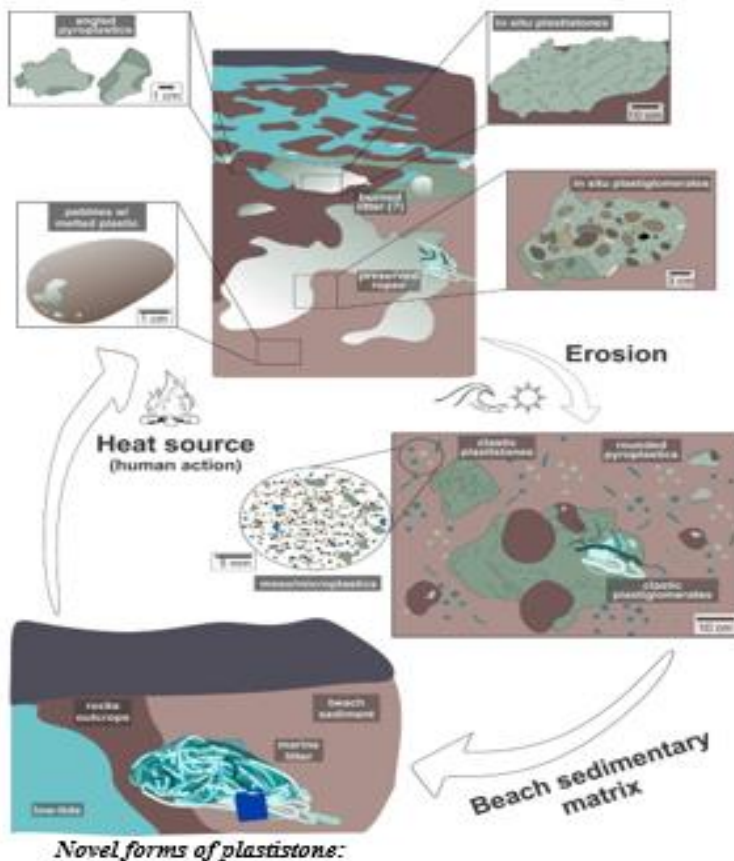 angled
pyroplastics
1 cm
in situ plastistones
10 cm
burned
litter (?)
pebbles w/
melted plastic
1 cm
in situ plastiglomerates
preserved
ropes
Erosion
Heat source
(human action)
clastic
plastistones
rounded
pyroplastics
meso/microplastics
clastic
plastiglomerates
10 cm
rocks
outcrops
beach
sediment
marine
litter
low-tide
Beach sedimentary
matrix
Novel forms of plastistone: